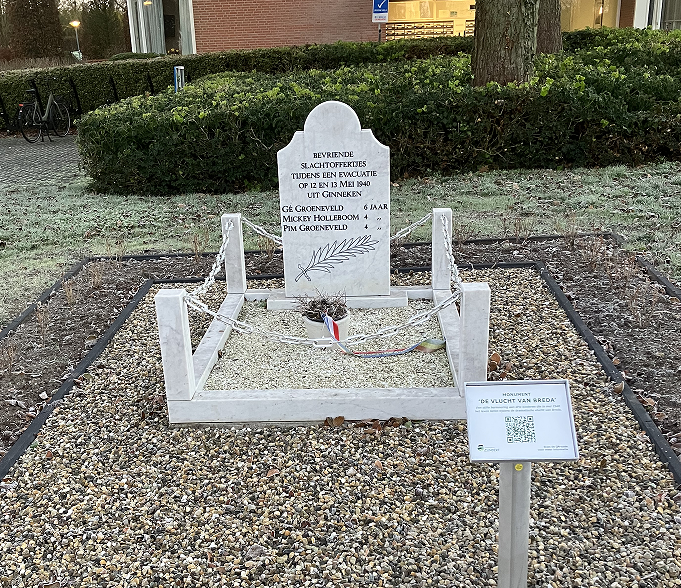 BEVRIENDE
SLACHTOFFERTJES
TIJDENS EEN EVACUATIE
OP 12 EN 13 MEI 1940
UIT GINNEKEN
GÉ GROENEVELD 6 JAAR
MICKEY HOLLEBOOM 4 ,,
PIM GROENEVELD 4 ,,
MONUMENT
'DE VLUCHT VAN BREDA'